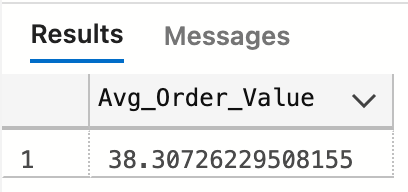 Results Messages
Avg_Order_Value
1 38.30726229508155